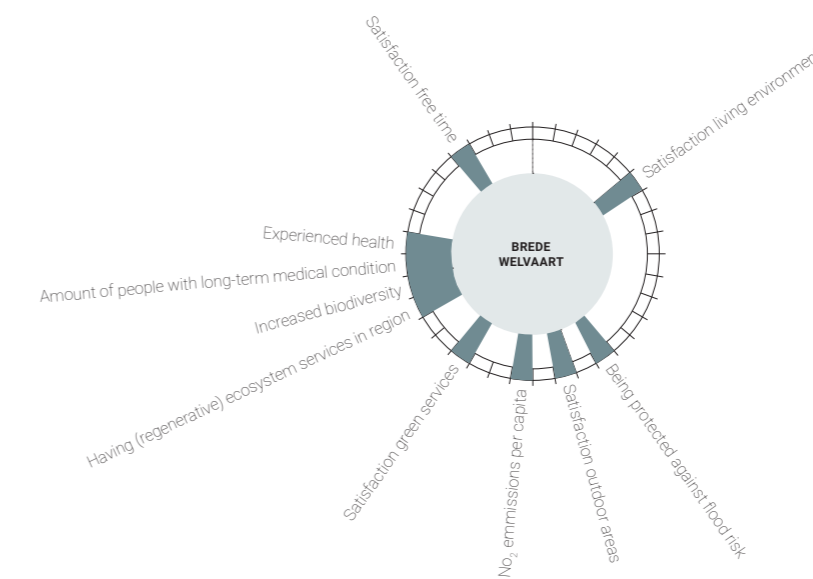 Satisfaction free time
Satisfaction living environmen
Experienced health
Amount of people with long-term medical condition
Increased biodiversity
Having (regenerative) ecosystem services in region
Satisfaction green services
No₂ emmissions per capita
Satisfaction outdoor areas
Being protected against flood risk
BREDE
WELVAART